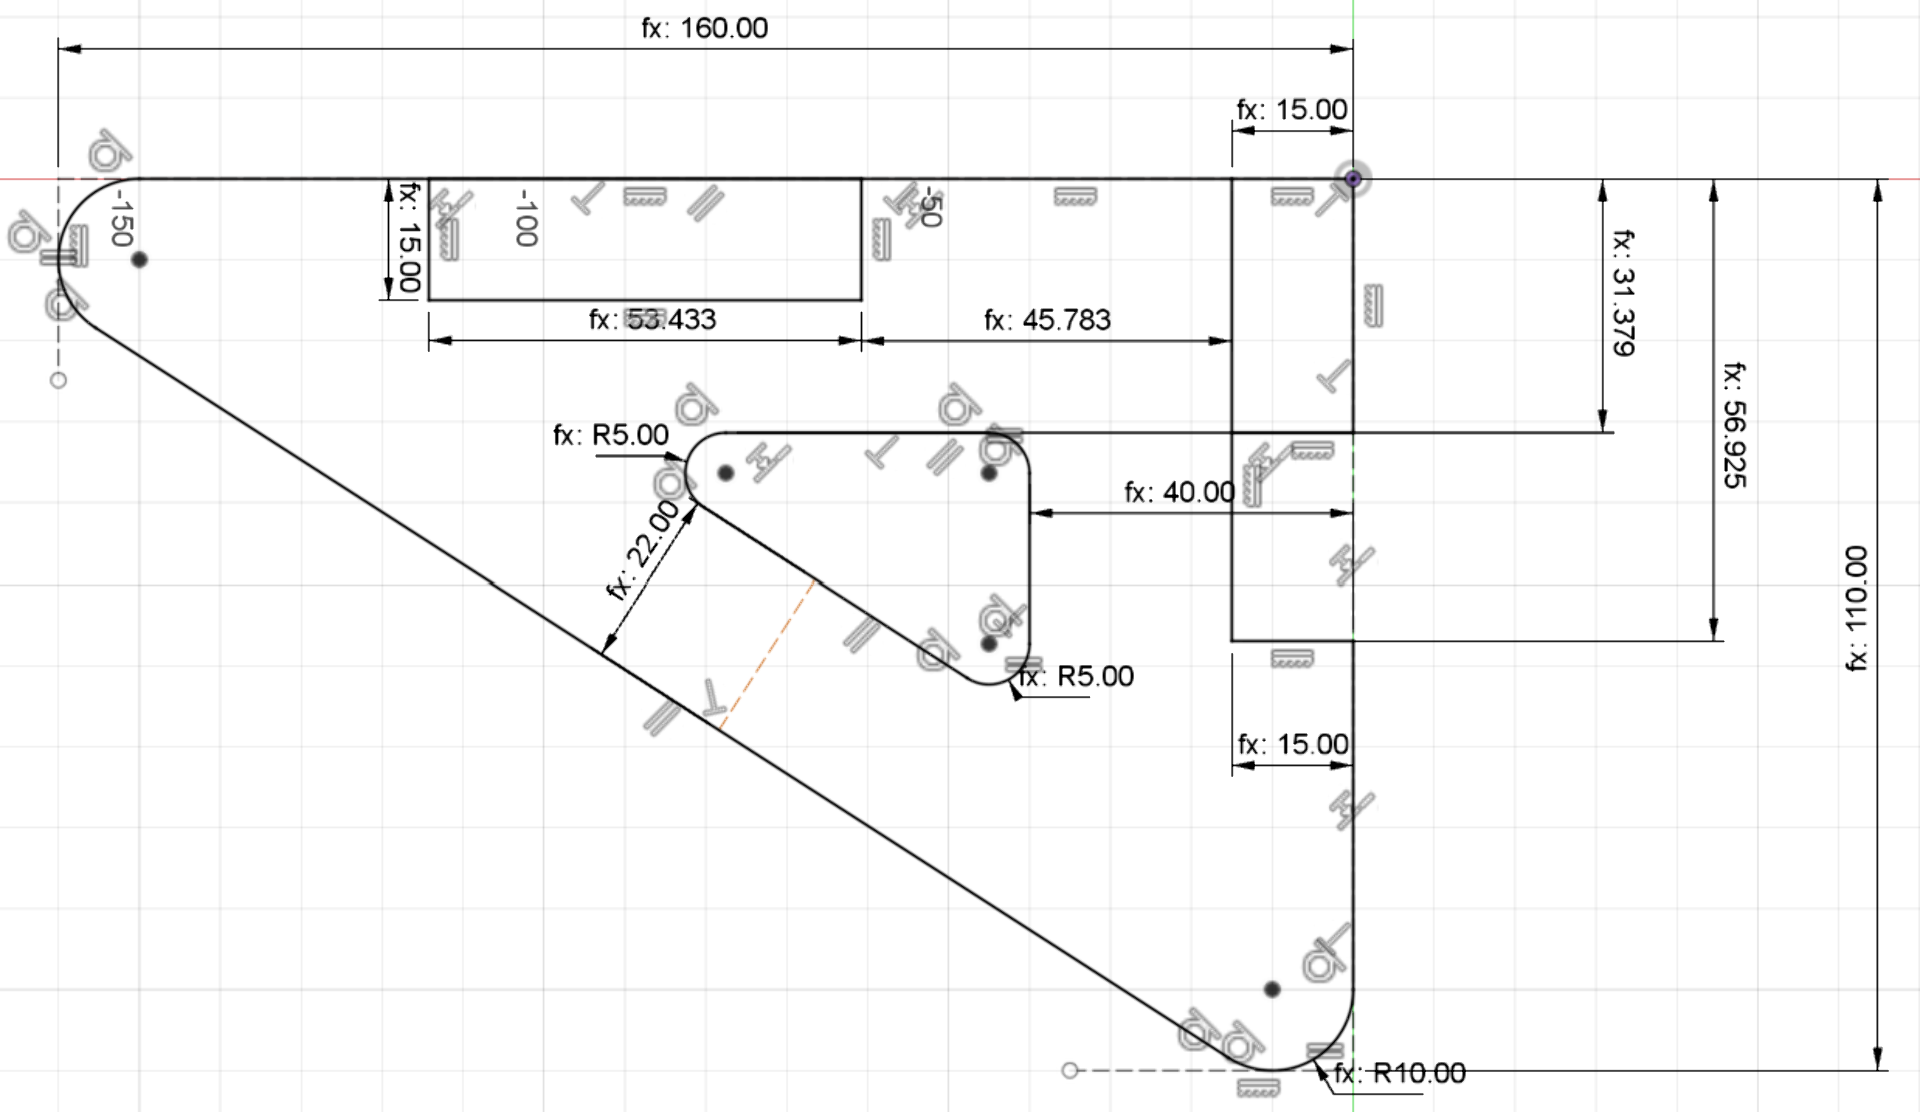 fx: 160.00
fx: 15.00
-150
fx: 15.00
-100
-50
fx: 31.379
fx: 53.433
fx: 45.783
fx: 56.925
fx: R5.00
fx: 40.00
fx: 22.00
fx: 110.00
fx: R5.00
fx: 15.00
fx: R10.00